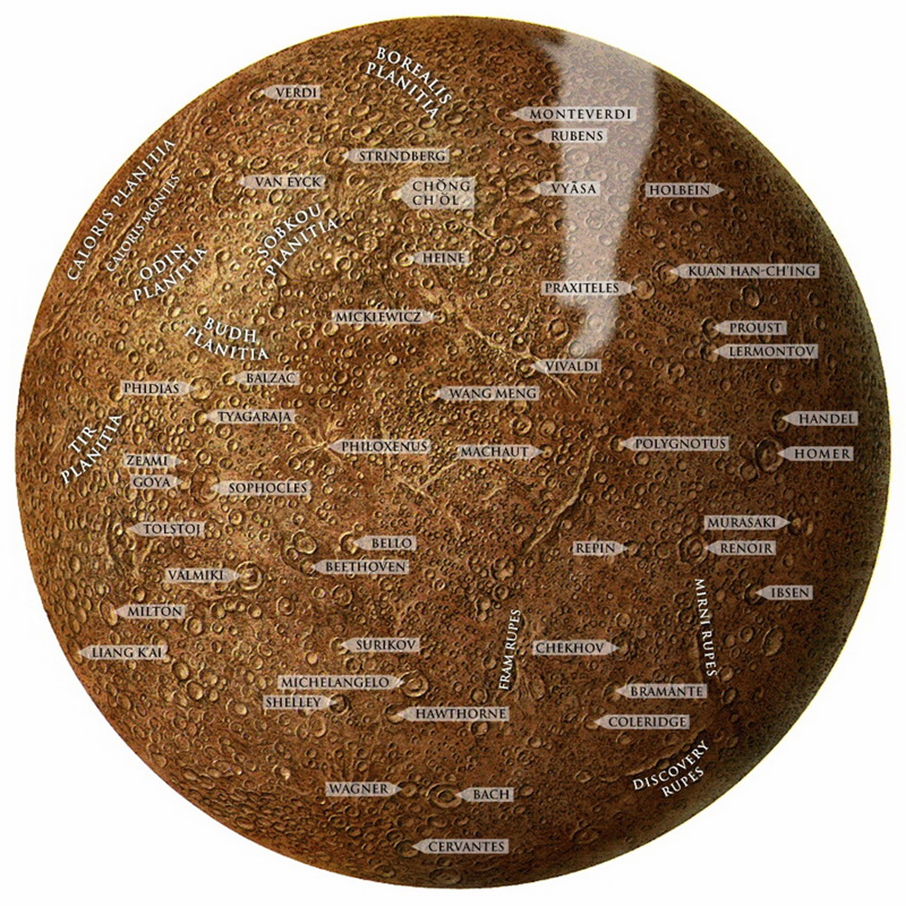 BOREALIS
PLANITIA
VERDI
MONTEVERDI
RUBENS
STRINDBERG
CALORIS PLANITIA
CALORIS MONTES
VAN EYCK
CHŎNG
CH'ŎL
VYĀSA
HOLBEIN
SOBKOU
PLANITIA
ODIN
PLANITIA
HEINE
KUAN HAN-CH'ING
PRAXITELES
MICKIEWICZ
BUDH
PLANITIA
PROUST
LERMONTOV
VIVALDI
BALZAC
PHIDIAS
WANG MENG
TYAGARAJA
HANDEL
TIR
PLANITIA
PHILOXENUS
MACHAUT
POLYGNOTUS
HOMER
ZEAMI
GOYA
SOPHOCLES
TOLSTOJ
MURASAKI
BELLO
REPIN
RENOIR
BEETHOVEN
VALMIKI
IBSEN
MILTON
MIRNI RUPES
FRAM RUPES
SURIKOV
CHEKHOV
LIANG K'AI
MICHELANGELO
BRAMANTE
SHELLEY
HAWTHORNE
COLERIDGE
DISCOVERY
RUPES
WAGNER
BACH
CERVANTES